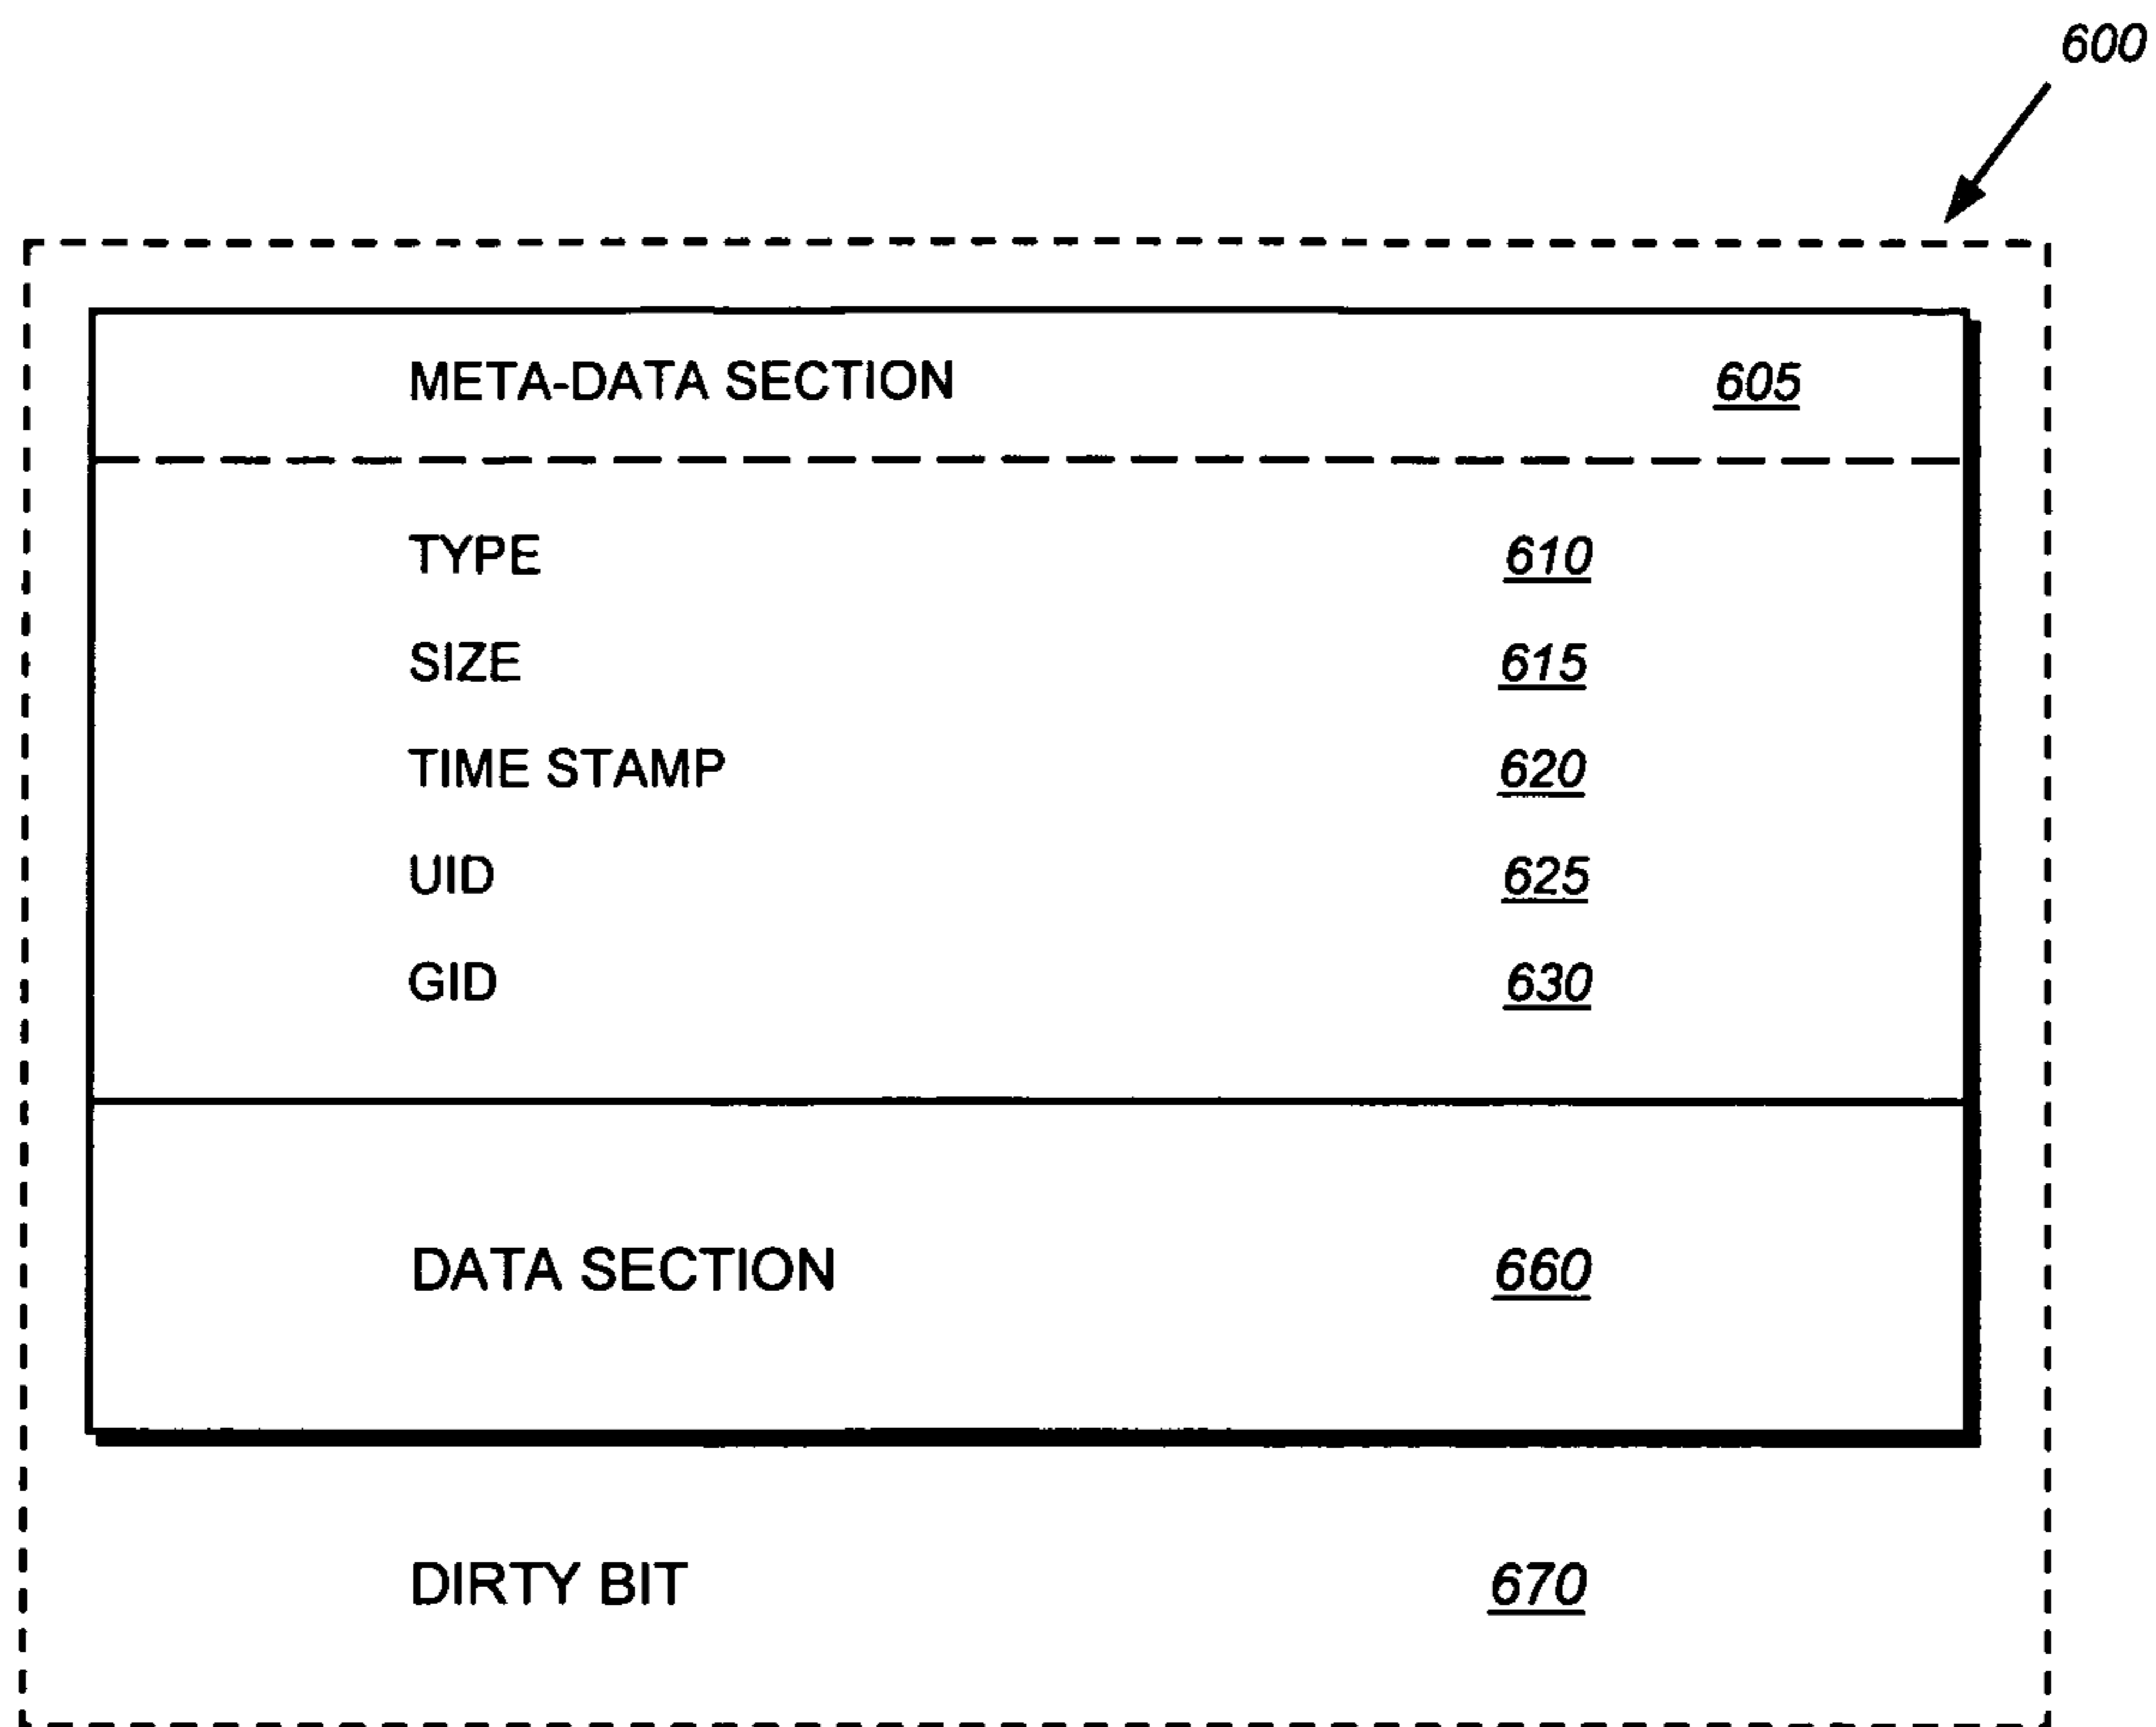 600
META-DATA SECTION 605
TYPE 610
SIZE 615
TIME STAMP 620
UID 625
GID 630
DATA SECTION 660
DIRTY BIT 670